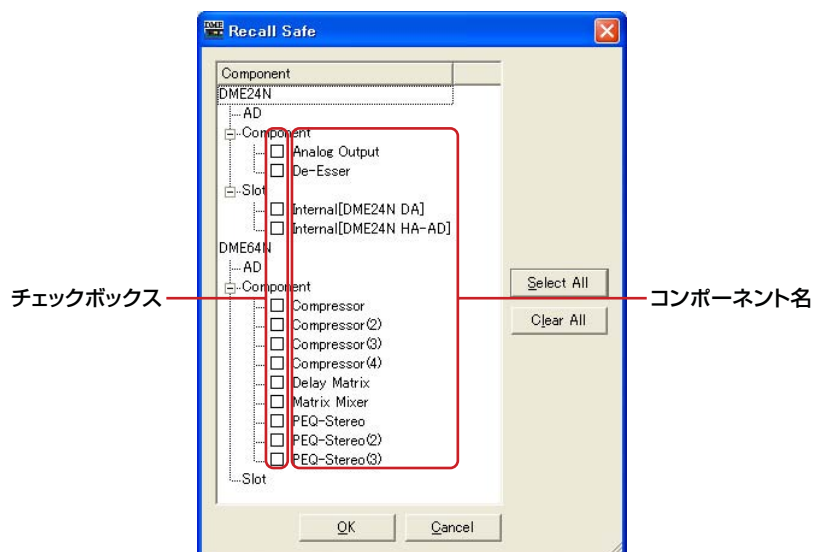 DME
Recall Safe
Component
DME24N
AD
Component
Analog Output
De-Esser
Slot
Internal[DME24N DA]
Internal[DME24N HA-AD]
DME64N
AD
Component
Compressor
Compressor(2)
Compressor(3)
Compressor(4)
Delay Matrix
Matrix Mixer
PEQ-Stereo
PEQ-Stereo(2)
PEQ-Stereo(3)
Slot
Select All
Clear All
OK
Cancel
チェックボックス
コンポーネント名